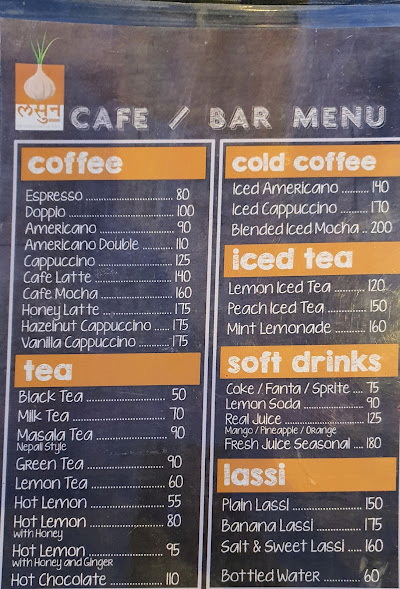 लसुन
CAFE / BAR MENU
coffee
Espresso .......... 80
Doppio .......... 100
Americano .......... 90
Americano Double .......... 110
Cappuccino .......... 125
Cafe Latte .......... 140
Cafe Mocha .......... 160
Honey Latte .......... 175
Hazelnut Cappuccino ..... 175
Vanilla Cappuccino ........ 175
tea
Black Tea .......... 50
Milk Tea .......... 70
Masala Tea .......... 90
Nepali Style
Green Tea .......... 90
Lemon Tea .......... 60
Hot Lemon .......... 55
Hot Lemon .......... 80
with Honey
Hot Lemon .......... 95
with Honey and Ginger
Hot Chocolate .......... 110
cold coffee
Iced Americano .......... 140
Iced Cappuccino .......... 170
Blended Iced Mocha .. 200
iced tea
Lemon Iced Tea .......... 120
Peach Iced Tea .......... 150
Mint Lemonade .......... 160
soft drinks
Coke / Fanta / Sprite .... 75
Lemon Soda .......... 90
Real Juice .......... 125
Mango / Pineapple / Orange
Fresh Juice Seasonal .... 180
lassi
Plain Lassi .......... 150
Banana Lassi .......... 175
Salt & Sweet Lassi ..... 160
Bottled Water .......... 60